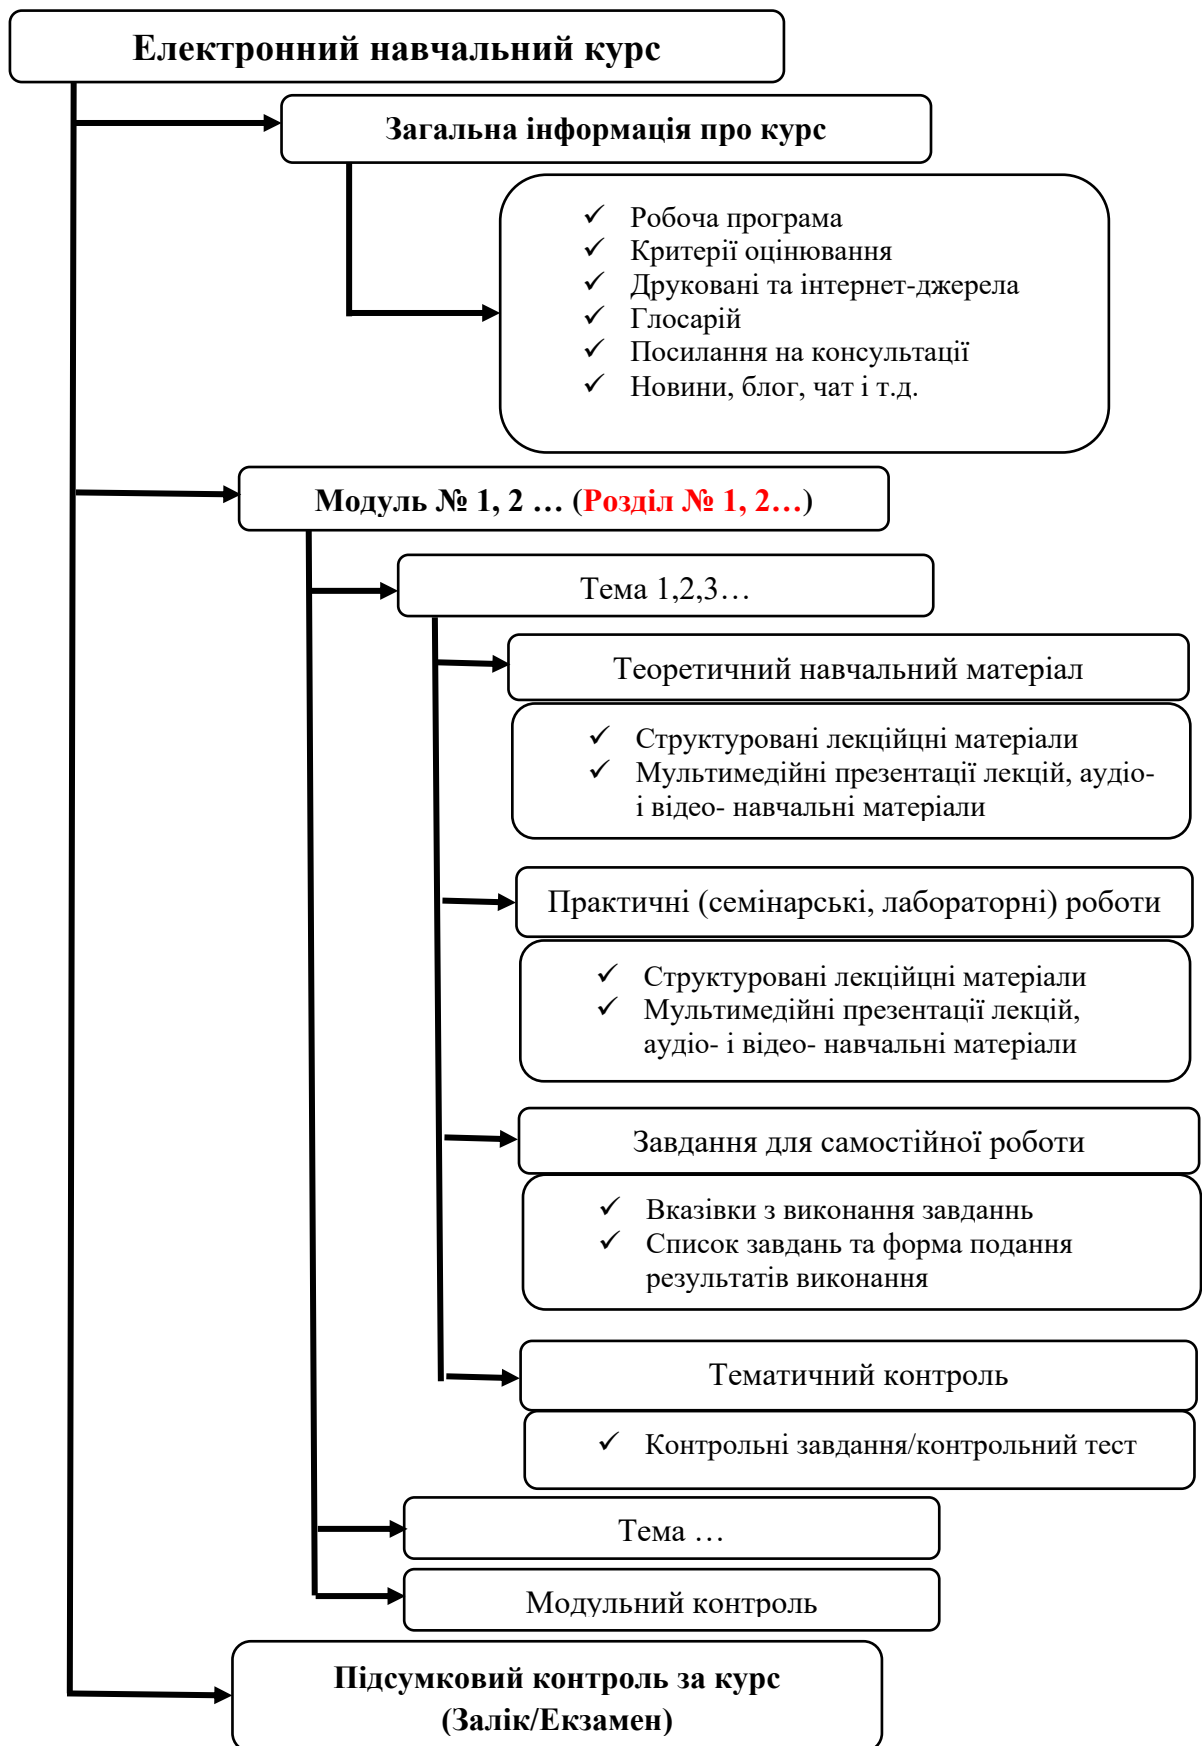 Електронний навчальний курс
Загальна інформація про курс
✓ Робоча програма
✓ Критерії оцінювання
✓ Друковані та інтернет-джерела
✓ Глосарій
✓ Посилання на консультації
✓ Новини, блог, чат і т.д.
Модуль № 1, 2 … (Розділ № 1, 2…)
Тема 1,2,3…
Теоретичний навчальний матеріал
✓ Структуровані лекційцні матеріали
✓ Мультимедійні презентації лекцій, аудіо-
і відео- навчальні матеріали
Практичні (семінарські, лабораторні) роботи
✓ Структуровані лекційцні матеріали
✓ Мультимедійні презентації лекцій,
аудіо- і відео- навчальні матеріали
Завдання для самостійної роботи
✓ Вказівки з виконання завданнь
✓ Список завдань та форма подання
результатів виконання
Тематичний контроль
✓ Контрольні завдання/контрольний тест
Тема …
Модульний контроль
Підсумковий контроль за курс
(Залік/Екзамен)